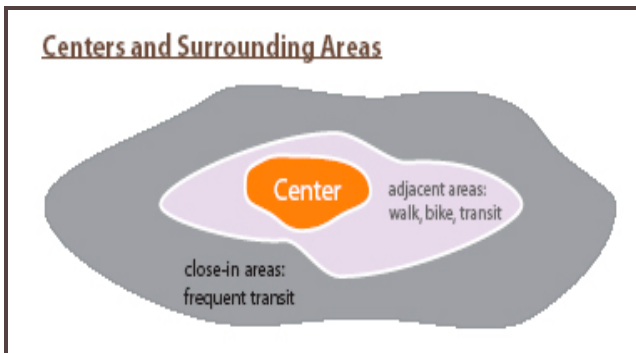 Centers and Surrounding Areas
Center
adjacent areas:
walk, bike, transit
close-in areas:
frequent transit